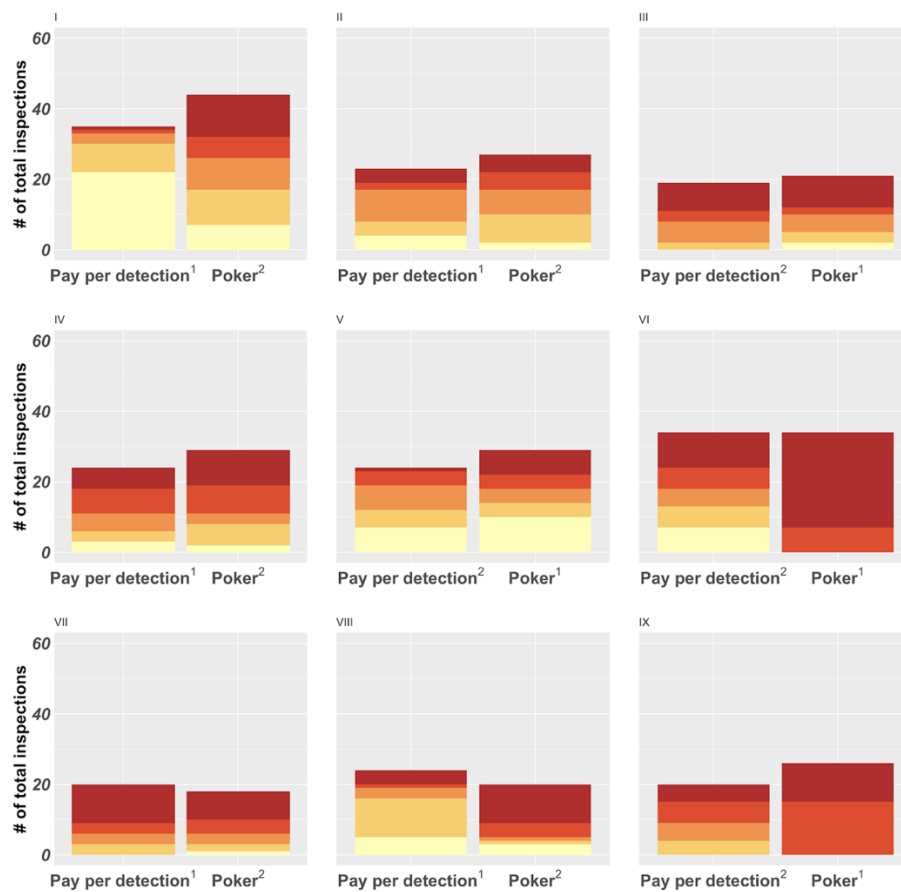 I II III
60
40
20
0
# of total inspections
Pay per detection¹ Poker² Pay per detection¹ Poker² Pay per detection² Poker¹
IV V VI
60
40
20
0
# of total inspections
Pay per detection¹ Poker² Pay per detection² Poker¹ Pay per detection² Poker¹
VII VIII IX
60
40
20
0
# of total inspections
Pay per detection¹ Poker² Pay per detection¹ Poker² Pay per detection² Poker¹